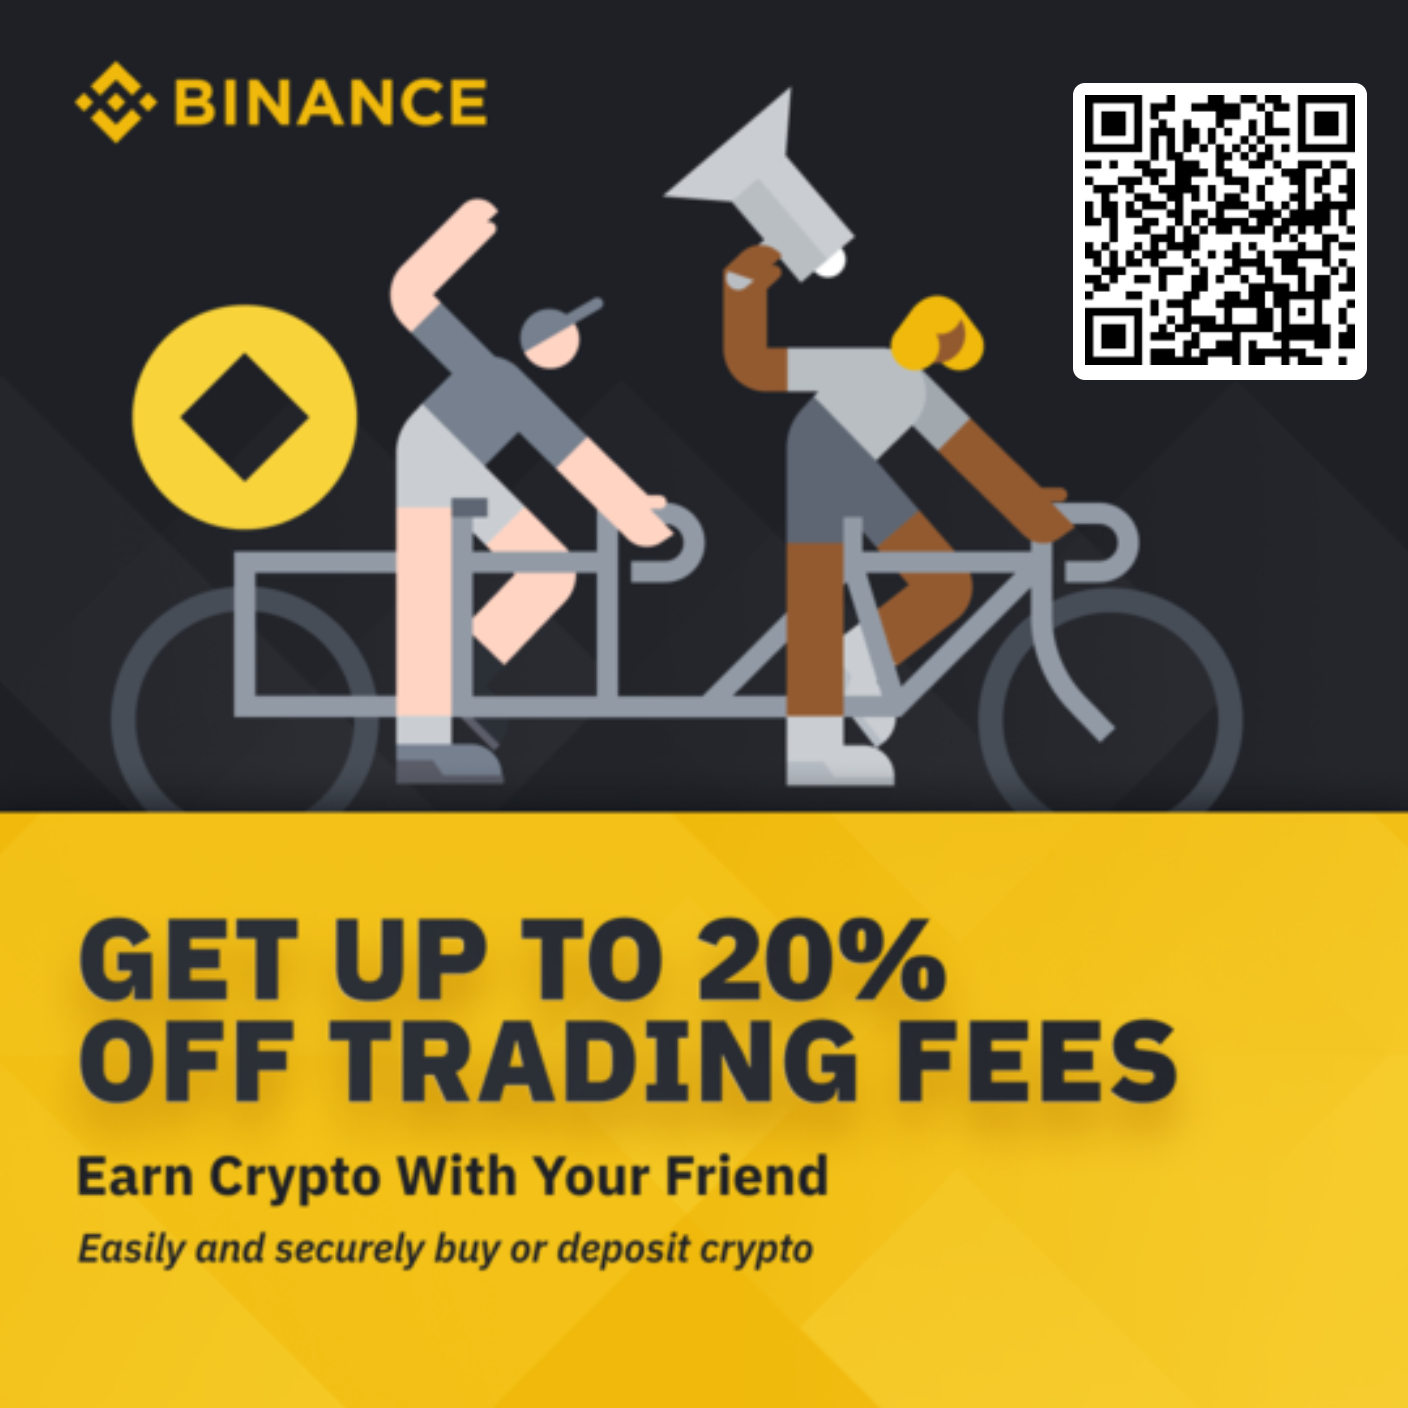 BINANCE
GET UP TO 20%
OFF TRADING FEES
Earn Crypto With Your Friend
Easily and securely buy or deposit crypto